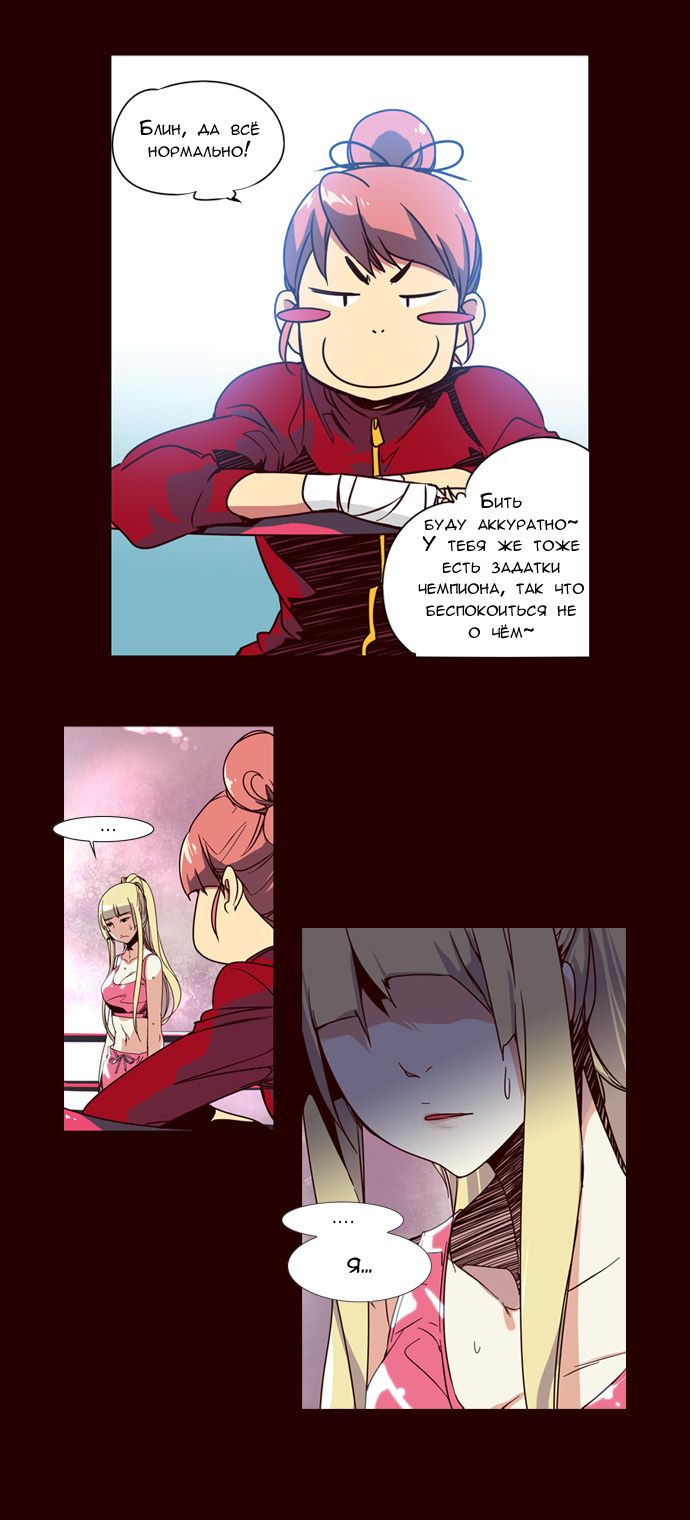 Блин, да всё
нормально!
Бить
буду аккуратно~
У тебя же тоже
есть задатки
чемпиона, так что
беспокоиться не
о чём~
...
....
Я...